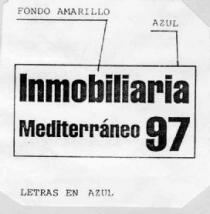 FONDO AMARILLO
AZUL
Inmobiliaria
Mediterráneo 97
LETRAS EN AZUL